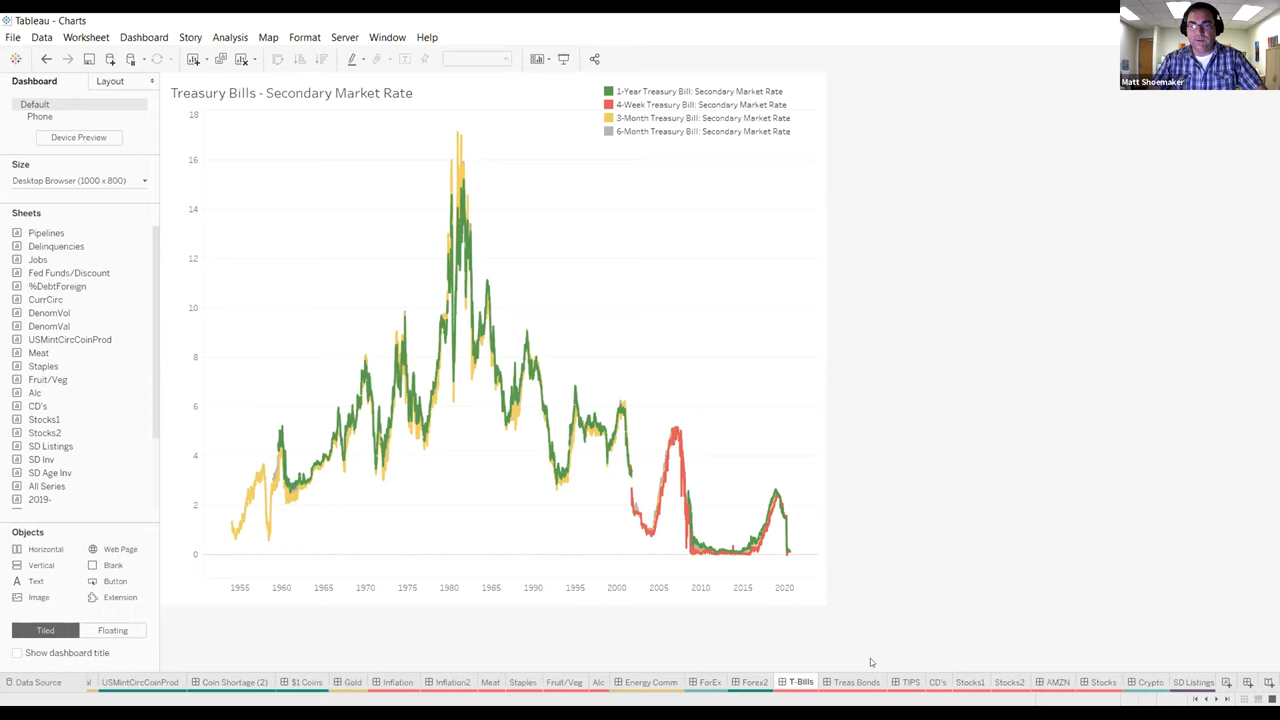 Tableau - Charts
File Data Worksheet Dashboard Story Analysis Map Format Server Window Help
Matt Shoemaker
Dashboard Layout
Default
Phone
Device Preview
Size
Desktop Browser (1000 x 800)
Sheets
Pipelines
Delinquencies
Jobs
Fed Funds/Discount
%DebtForeign
CurrCirc
DenomVol
DenomVal
USMintCircCoinProd
Meat
Staples
Fruit/Veg
Alc
CD's
Stocks1
Stocks2
SD Listings
SD Inv
SD Age Inv
All Series
2019-
Objects
Horizontal Web Page
Vertical Blank
Text Button
Image Extension
Tiled Floating
Show dashboard title
Treasury Bills - Secondary Market Rate
1-Year Treasury Bill: Secondary Market Rate
4-Week Treasury Bill: Secondary Market Rate
3-Month Treasury Bill: Secondary Market Rate
6-Month Treasury Bill: Secondary Market Rate
18
16
14
12
10
8
6
4
2
0
1955 1960 1965 1970 1975 1980 1985 1990 1995 2000 2005 2010 2015 2020
Data Source USMintCircCoinProd Coin Shortage (2) $1 Coins Gold Inflation Inflation2 Meat Staples Fruit/Veg Alc Energy Comm ForEx Forex2 T-Bills Treas Bonds TIPS CD's Stocks1 Stocks2 AMZN Stocks Crypto SD Listings